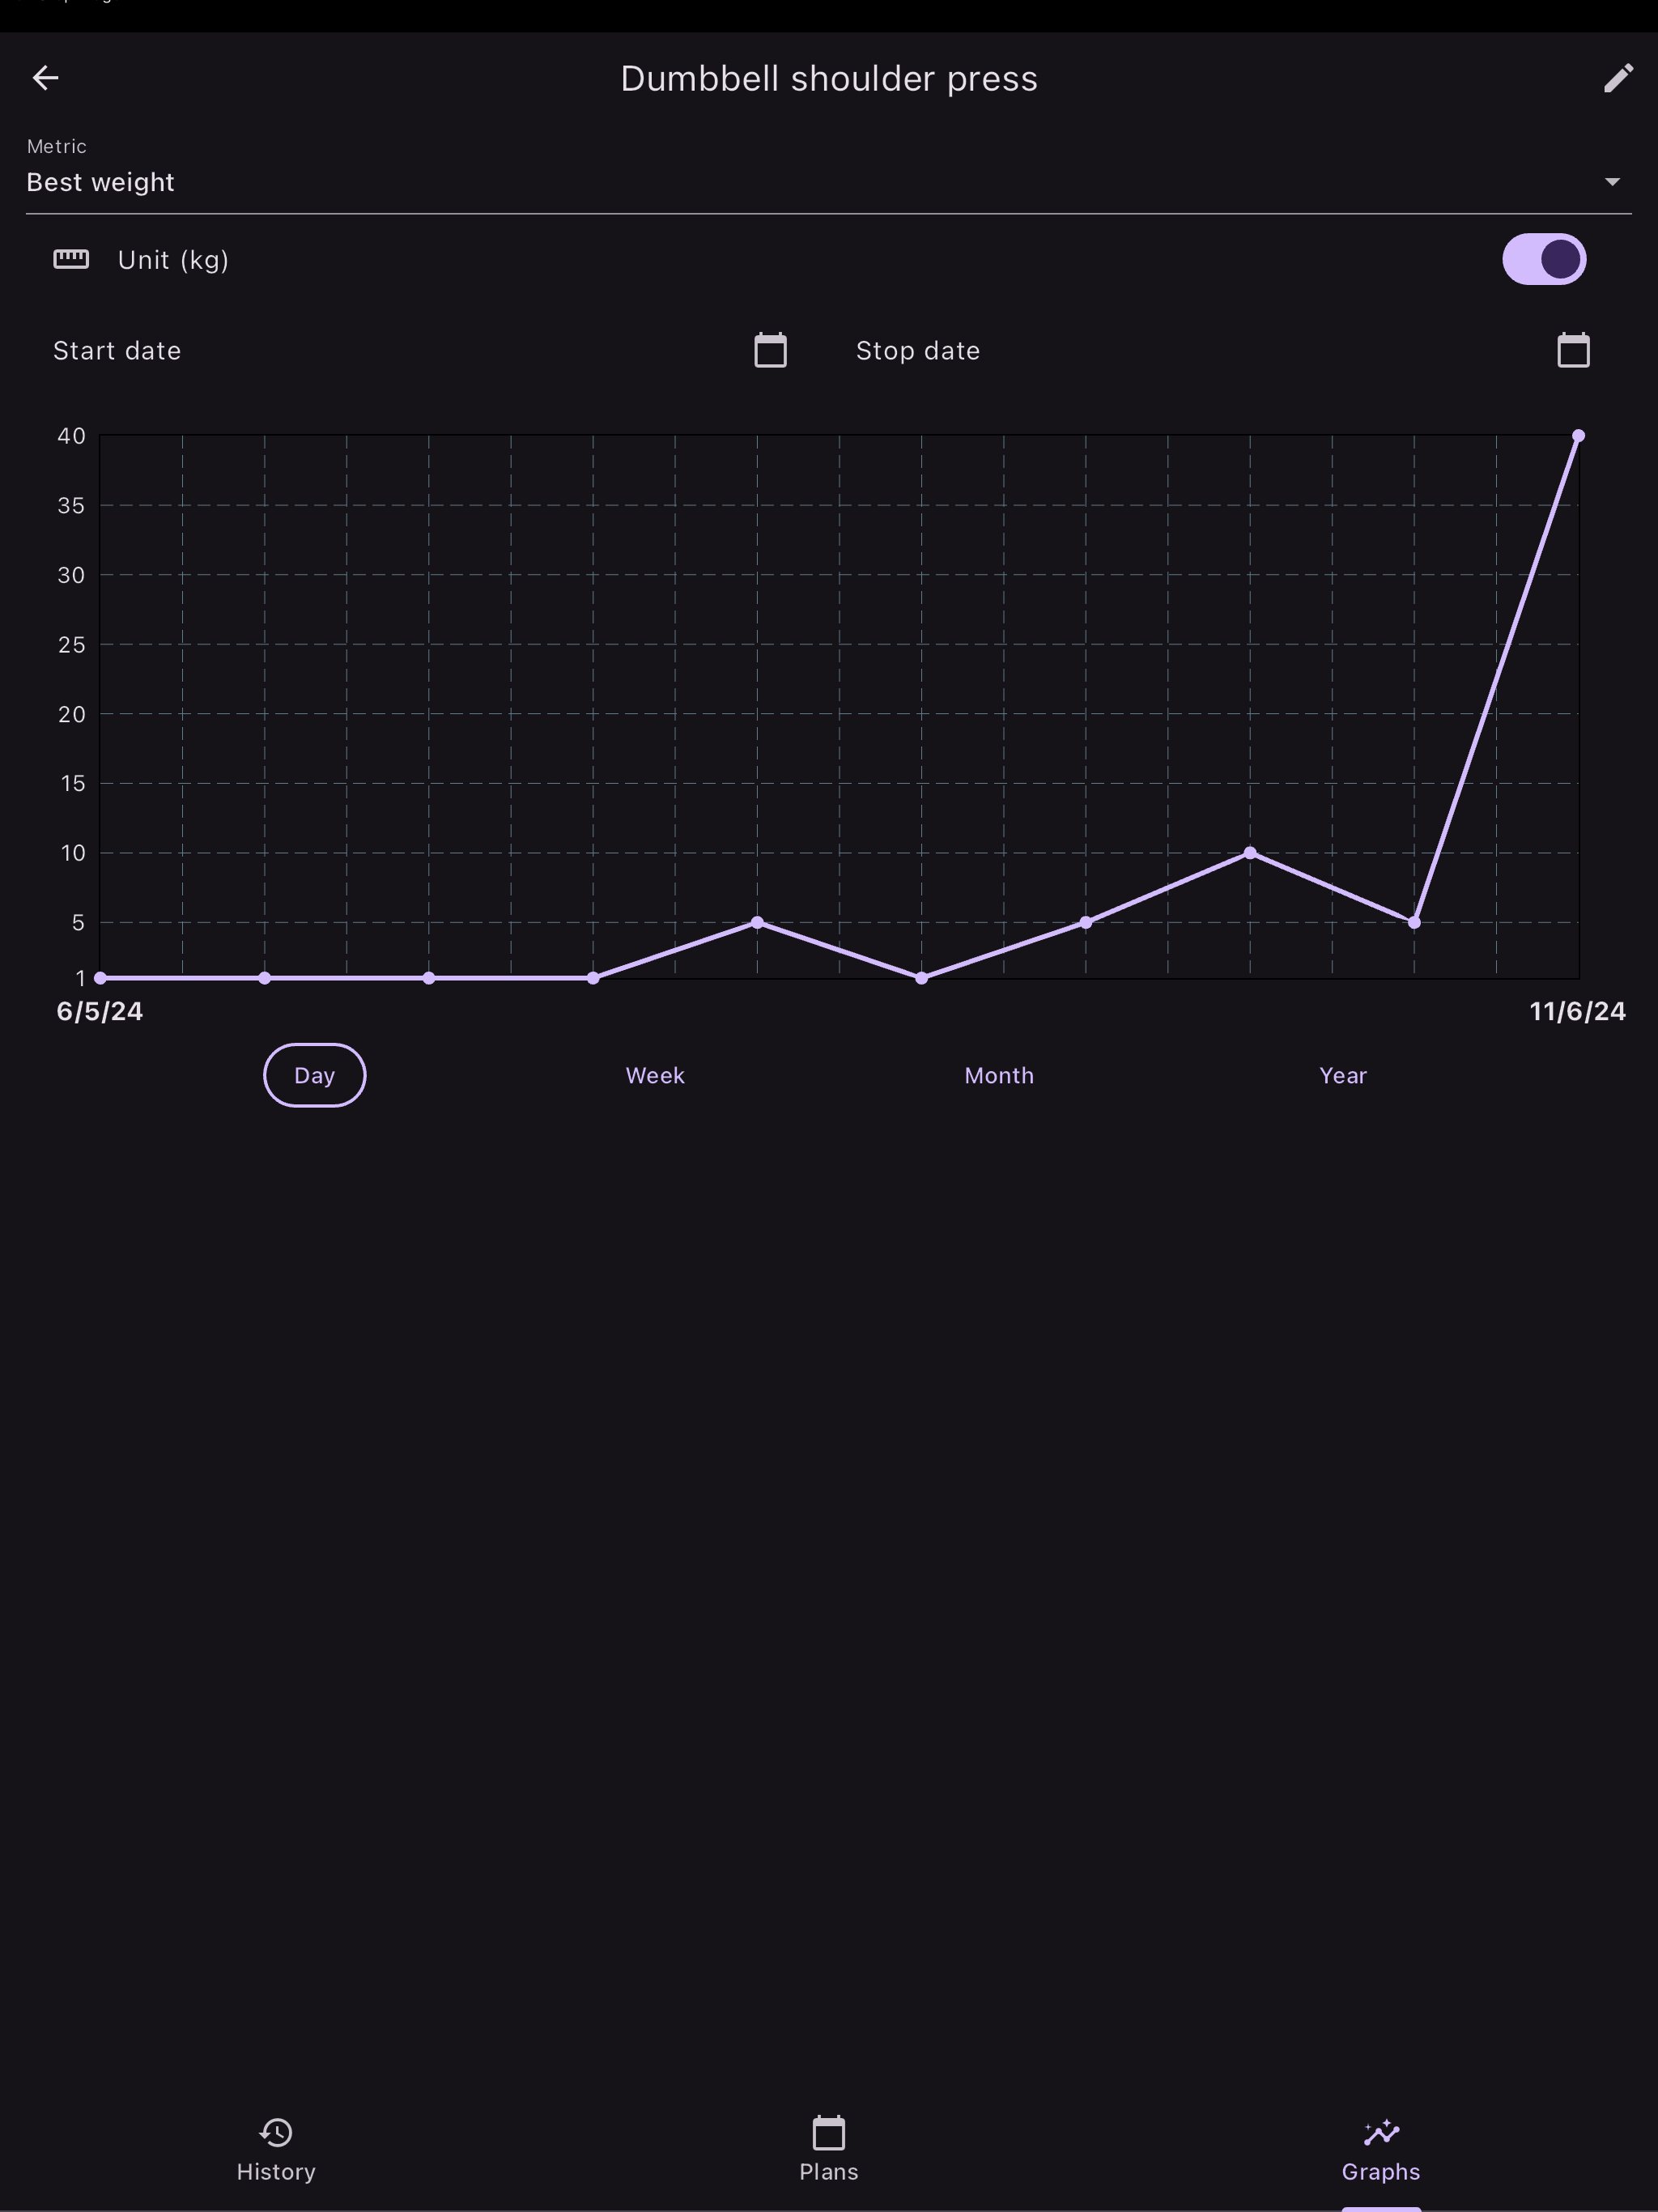 Dumbbell shoulder press
Metric
Best weight
Unit (kg)
Start date
Stop date
40
35
30
25
20
15
10
5
1
6/5/24
11/6/24
Day
Week
Month
Year
History
Plans
Graphs